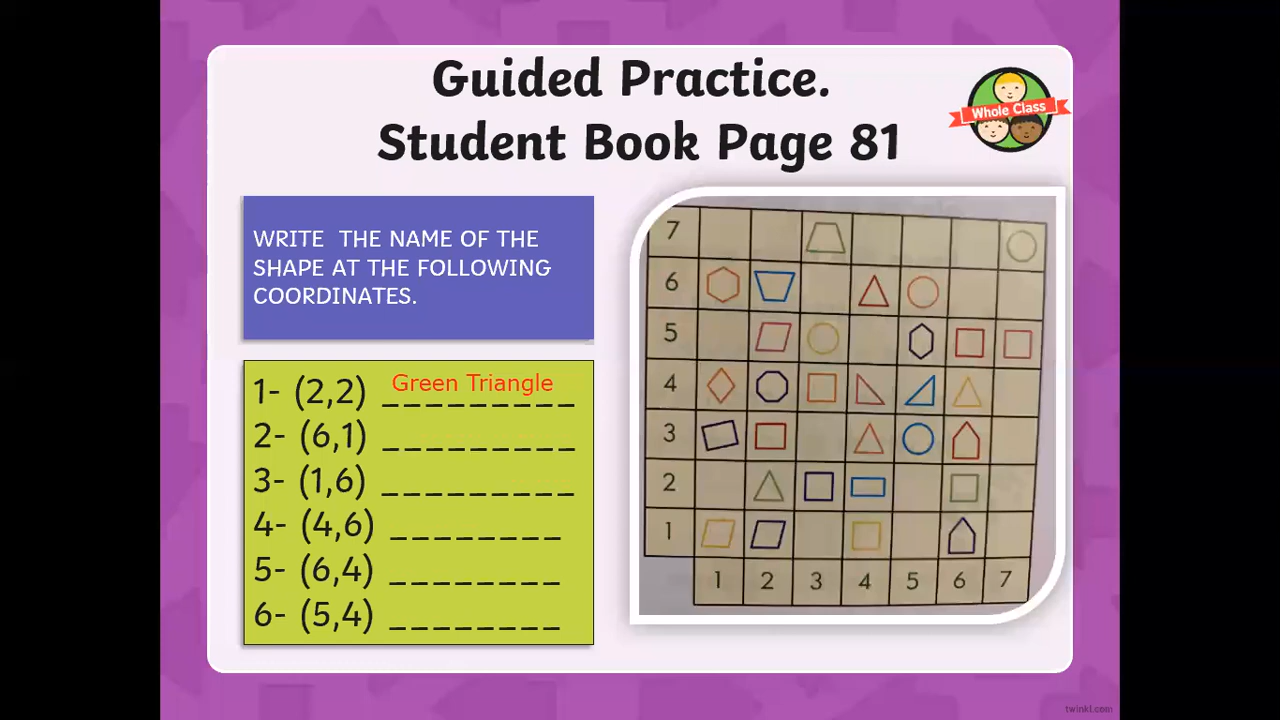 Guided Practice.
Student Book Page 81
Whole Class
WRITE THE NAME OF THE
SHAPE AT THE FOLLOWING
COORDINATES.
1- (2,2) Green Triangle _ _ _ _ _ _ _ _ _
2- (6,1) _ _ _ _ _ _ _ _ _
3- (1,6) _ _ _ _ _ _ _ _ _
4- (4,6) _ _ _ _ _ _ _ _
5- (6,4) _ _ _ _ _ _ _ _
6- (5,4) _ _ _ _ _ _ _ _
7
6
5
4
3
2
1
1 2 3 4 5 6 7
twinkl.com